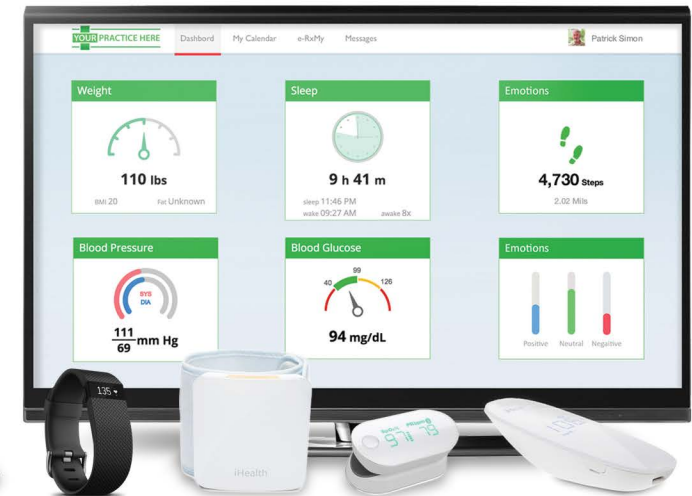 YOUR PRACTICE HERE
Dashbord
My Calendar
e-RxMy
Messages
Patrick Simon
Weight
110 lbs
BMI 20
Fat Unknown
Sleep
9 h 41 m
sleep 11:46 PM
wake 09:27 AM
awake 8x
Emotions
4,730 Steps
2.02 Mils
Blood Pressure
SYS
DIA
111
69 mm Hg
Blood Glucose
40
99
126
94 mg/dL
Emotions
Positive
Neutral
Negaitive
135
iHealth